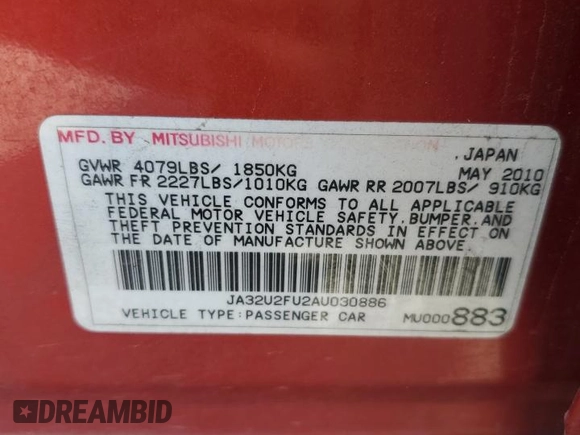 MFD. BY MITSUBISHI MOTORS CORPORATION
JAPAN
GVWR 4079LBS/ 1850KG MAY 2010
GAWR FR 2227LBS/1010KG GAWR RR 2007LBS/ 910KG
THIS VEHICLE CONFORMS TO ALL APPLICABLE
FEDERAL MOTOR VEHICLE SAFETY,BUMPER,AND
THEFT PREVENTION STANDARDS IN EFFECT ON
THE DATE OF MANUFACTURE SHOWN ABOVE.
JA32U2FU2AU030886
VEHICLE TYPE:PASSENGER CAR MU000883
DREAMBID